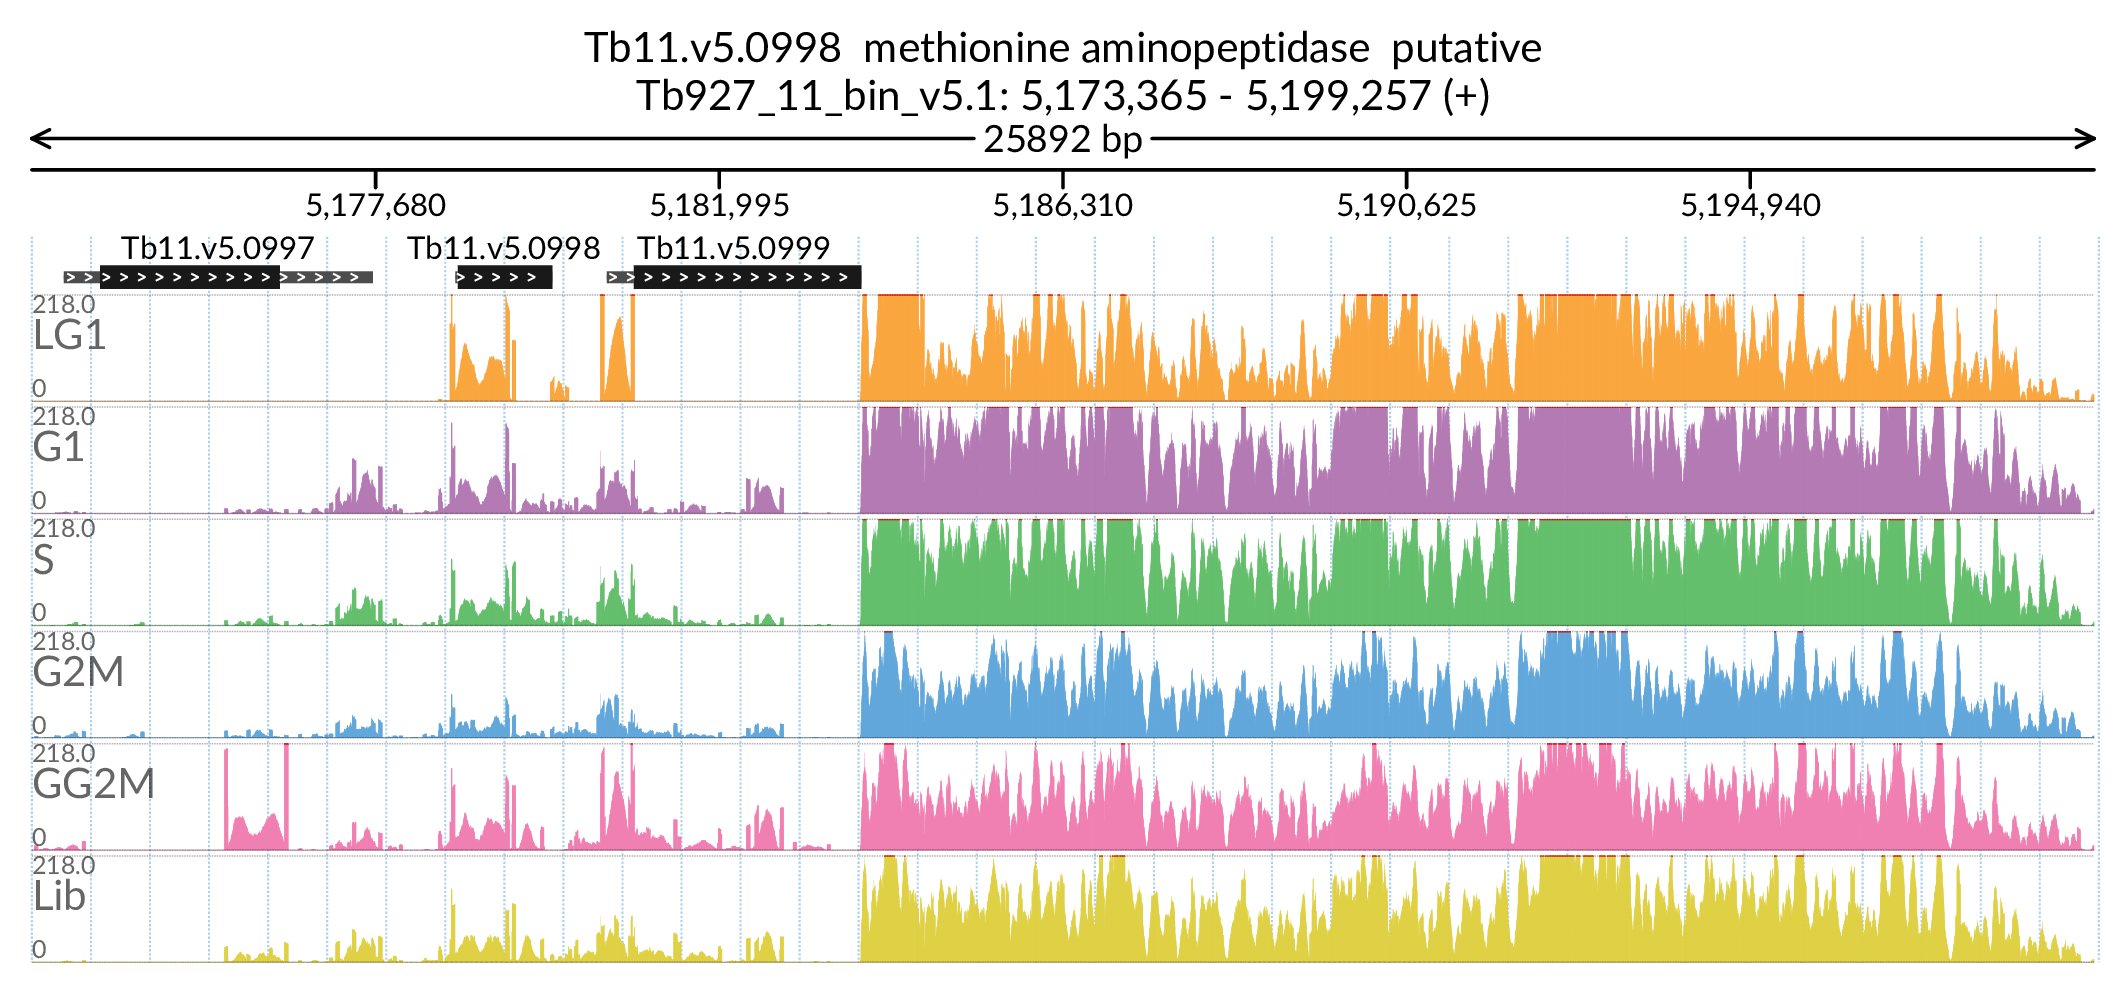 Tb11.v5.0998 methionine aminopeptidase putative
Tb927_11_bin_v5.1: 5,173,365 - 5,199,257 (+)
25892 bp
5,177,680 5,181,995 5,186,310 5,190,625 5,194,940
Tb11.v5.0997 Tb11.v5.0998 Tb11.v5.0999
218.0
LG1
0
218.0
G1
0
218.0
S
0
218.0
G2M
0
218.0
GG2M
0
218.0
Lib
0